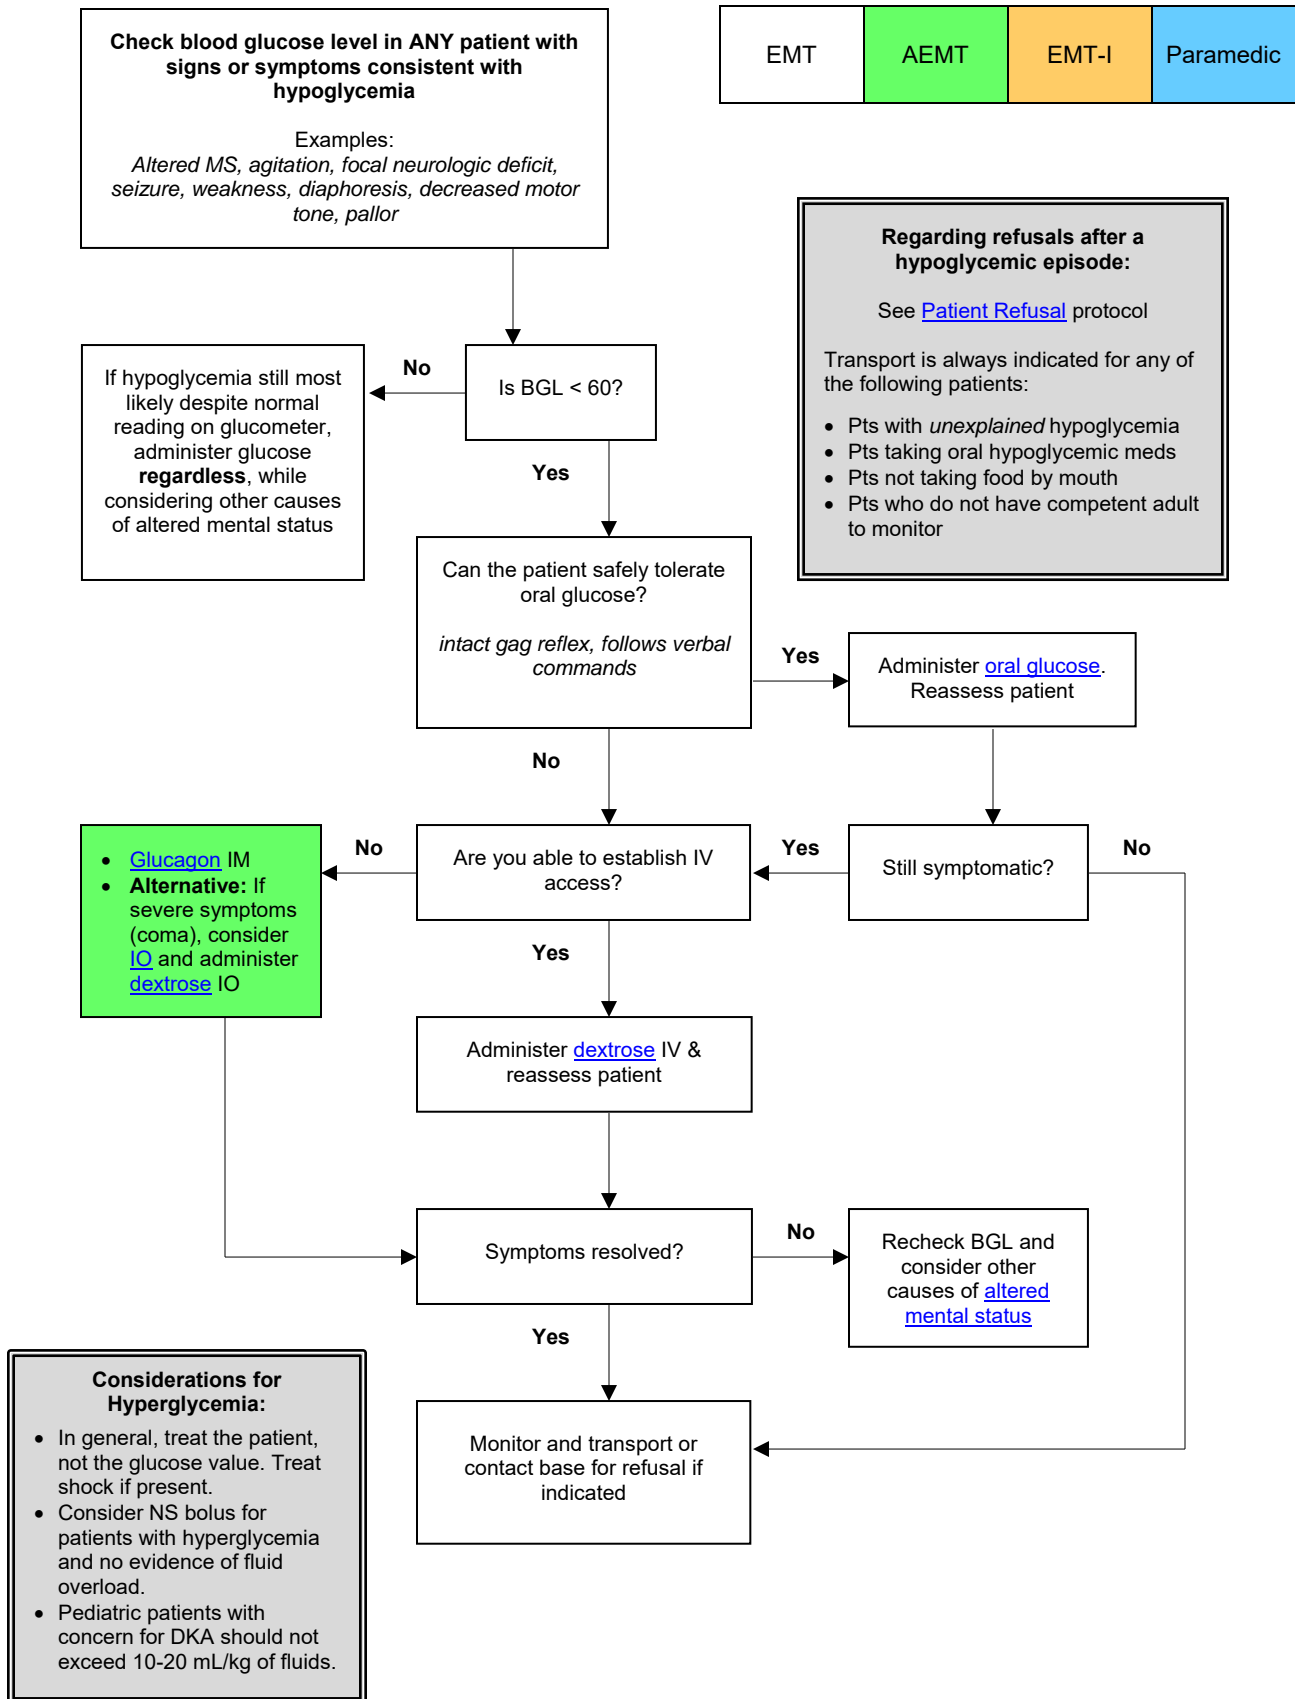 Check blood glucose level in ANY patient with
signs or symptoms consistent with
hypoglycemia
Examples:
Altered MS, agitation, focal neurologic deficit,
seizure, weakness, diaphoresis, decreased motor
tone, pallor
EMT
AEMT
EMT-I
Paramedic
Regarding refusals after a
hypoglycemic episode:
See Patient Refusal protocol
Transport is always indicated for any of
the following patients:
• Pts with unexplained hypoglycemia
• Pts taking oral hypoglycemic meds
• Pts not taking food by mouth
• Pts who do not have competent adult
to monitor
If hypoglycemia still most
likely despite normal
reading on glucometer,
administer glucose
regardless, while
considering other causes
of altered mental status
No
Is BGL < 60?
Yes
Can the patient safely tolerate
oral glucose?
intact gag reflex, follows verbal
commands
Yes
Administer oral glucose.
Reassess patient
No
• Glucagon IM
• Alternative: If
severe symptoms
(coma), consider
IO and administer
dextrose IO
No
Are you able to establish IV
access?
Yes
Still symptomatic?
No
Yes
Administer dextrose IV &
reassess patient
Symptoms resolved?
No
Recheck BGL and
consider other
causes of altered
mental status
Yes
Monitor and transport or
contact base for refusal if
indicated
Considerations for
Hyperglycemia:
• In general, treat the patient,
not the glucose value. Treat
shock if present.
• Consider NS bolus for
patients with hyperglycemia
and no evidence of fluid
overload.
• Pediatric patients with
concern for DKA should not
exceed 10-20 mL/kg of fluids.